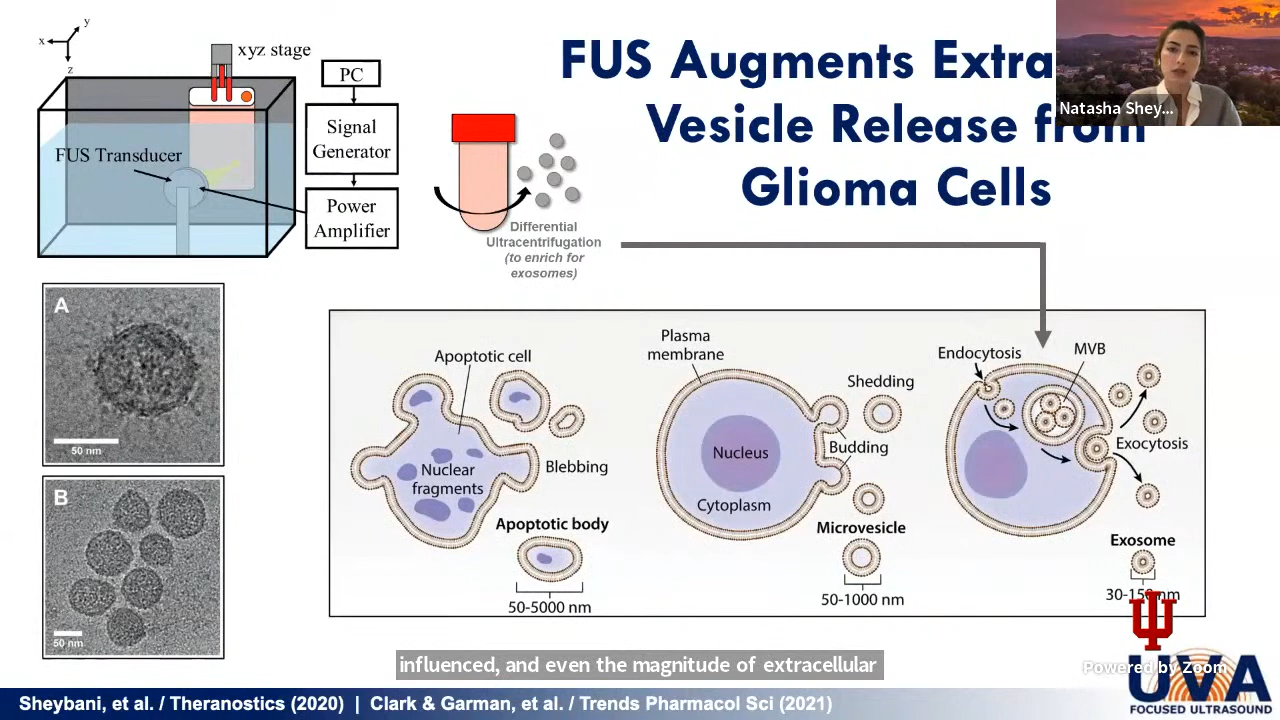 y
x
z
xyz stage
PC
Signal
Generator
FUS Transducer
Power
Amplifier
Differential
Ultracentrifugation
(to enrich for
exosomes)
FUS Augments Extra
Vesicle Release from
Glioma Cells
Natasha Shey...
A
50 nm
B
50 nm
Apoptotic cell
Nuclear
fragments
Blebbing
Apoptotic body
50-5000 nm
Plasma
membrane
Shedding
Budding
Nucleus
Cytoplasm
Microvesicle
50-1000 nm
Endocytosis
MVB
Exocytosis
Exosome
30-150 nm
influenced, and even the magnitude of extracellular
Powered by Zoom
UVA
FOCUSED ULTRASOUND
Sheybani, et al. / Theranostics (2020) | Clark & Garman, et al. / Trends Pharmacol Sci (2021)